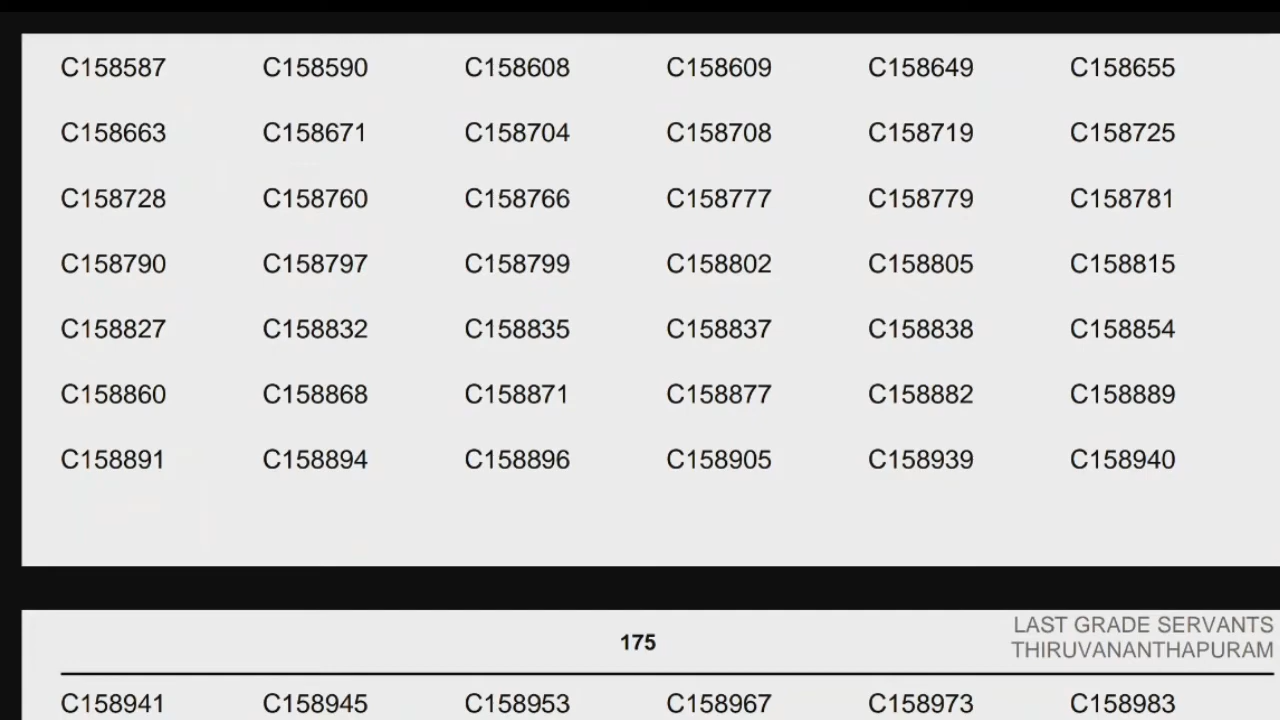 C158587 C158590 C158608 C158609 C158649 C158655
C158663 C158671 C158704 C158708 C158719 C158725
C158728 C158760 C158766 C158777 C158779 C158781
C158790 C158797 C158799 C158802 C158805 C158815
C158827 C158832 C158835 C158837 C158838 C158854
C158860 C158868 C158871 C158877 C158882 C158889
C158891 C158894 C158896 C158905 C158939 C158940
175
LAST GRADE SERVANTS
THIRUVANANTHAPURAM
C158941 C158945 C158953 C158967 C158973 C158983